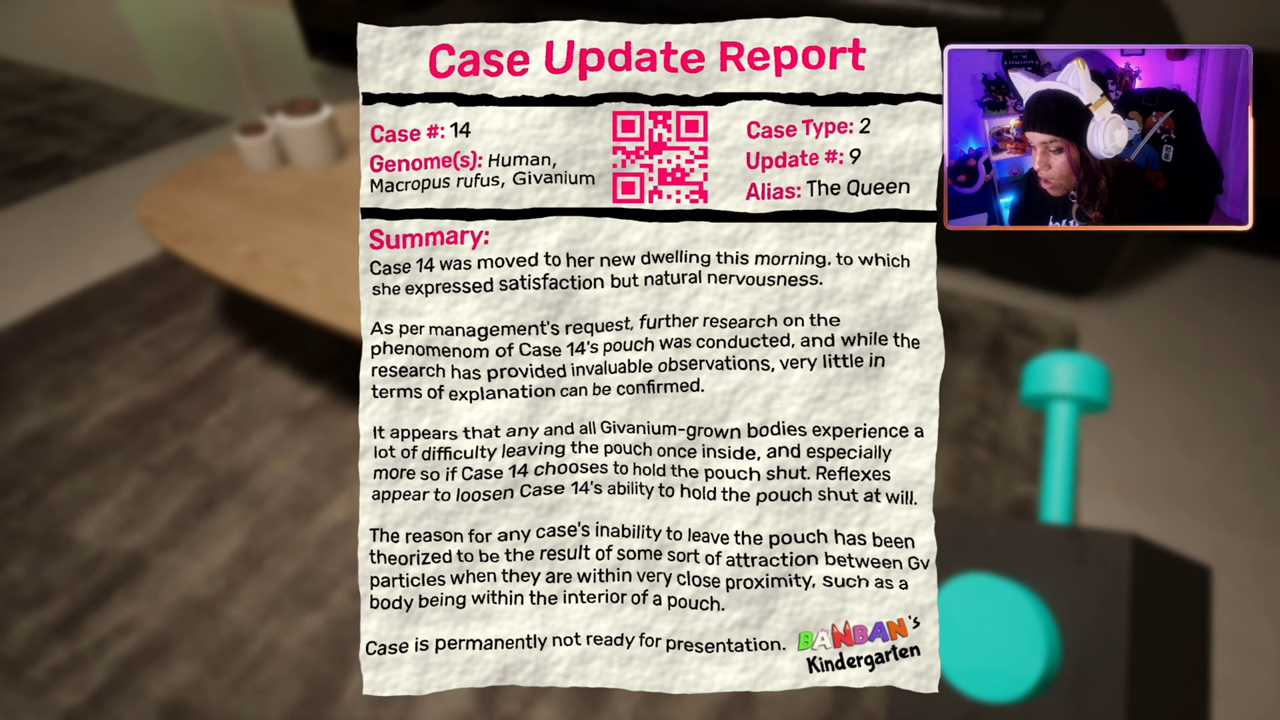 Case Update Report
Case #: 14
Genome(s): Human,
Macropus rufus, Givanium
Case Type: 2
Update #: 9
Alias: The Queen
Summary:
Case 14 was moved to her new dwelling this morning, to which
she expressed satisfaction but natural nervousness.
As per management's request, further research on the
phenomenom of Case 14's pouch was conducted, and while the
research has provided invaluable observations, very little in
terms of explanation can be confirmed.
It appears that any and all Givanium-grown bodies experience a
lot of difficulty leaving the pouch once inside, and especially
more so if Case 14 chooses to hold the pouch shut. Reflexes
appear to loosen Case 14's ability to hold the pouch shut at will.
The reason for any case's inability to leave the pouch has been
theorized to be the result of some sort of attraction between Gv
particles when they are within very close proximity, such as a
body being within the interior of a pouch.
Case is permanently not ready for presentation.
BANBAN's
Kindergarten